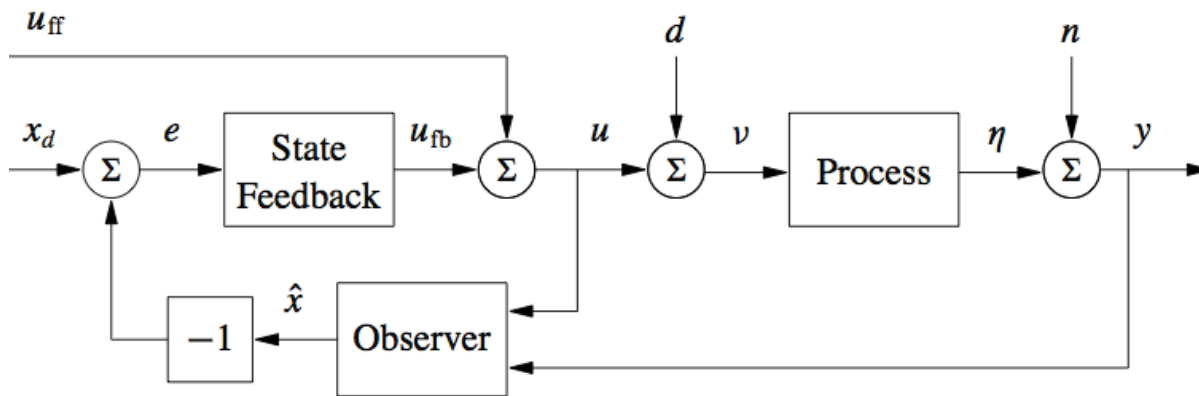 u_ff
d
n
x_d
Σ
e
State
Feedback
u_fb
Σ
u
Σ
ν
Process
η
Σ
y
−1
x̂
Observer